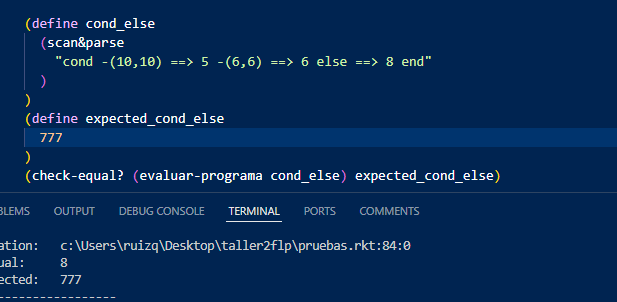 (define cond_else
(scan&parse
"cond -(10,10) ==> 5 -(6,6) ==> 6 else ==> 8 end"
)
)
(define expected_cond_else
777
)
(check-equal? (evaluar-programa cond_else) expected_cond_else)
BLEMS OUTPUT DEBUG CONSOLE TERMINAL PORTS COMMENTS
ation: c:\Users\ruizq\Desktop\taller2flp\pruebas.rkt:84:0
ual: 8
ected: 777
-----------------